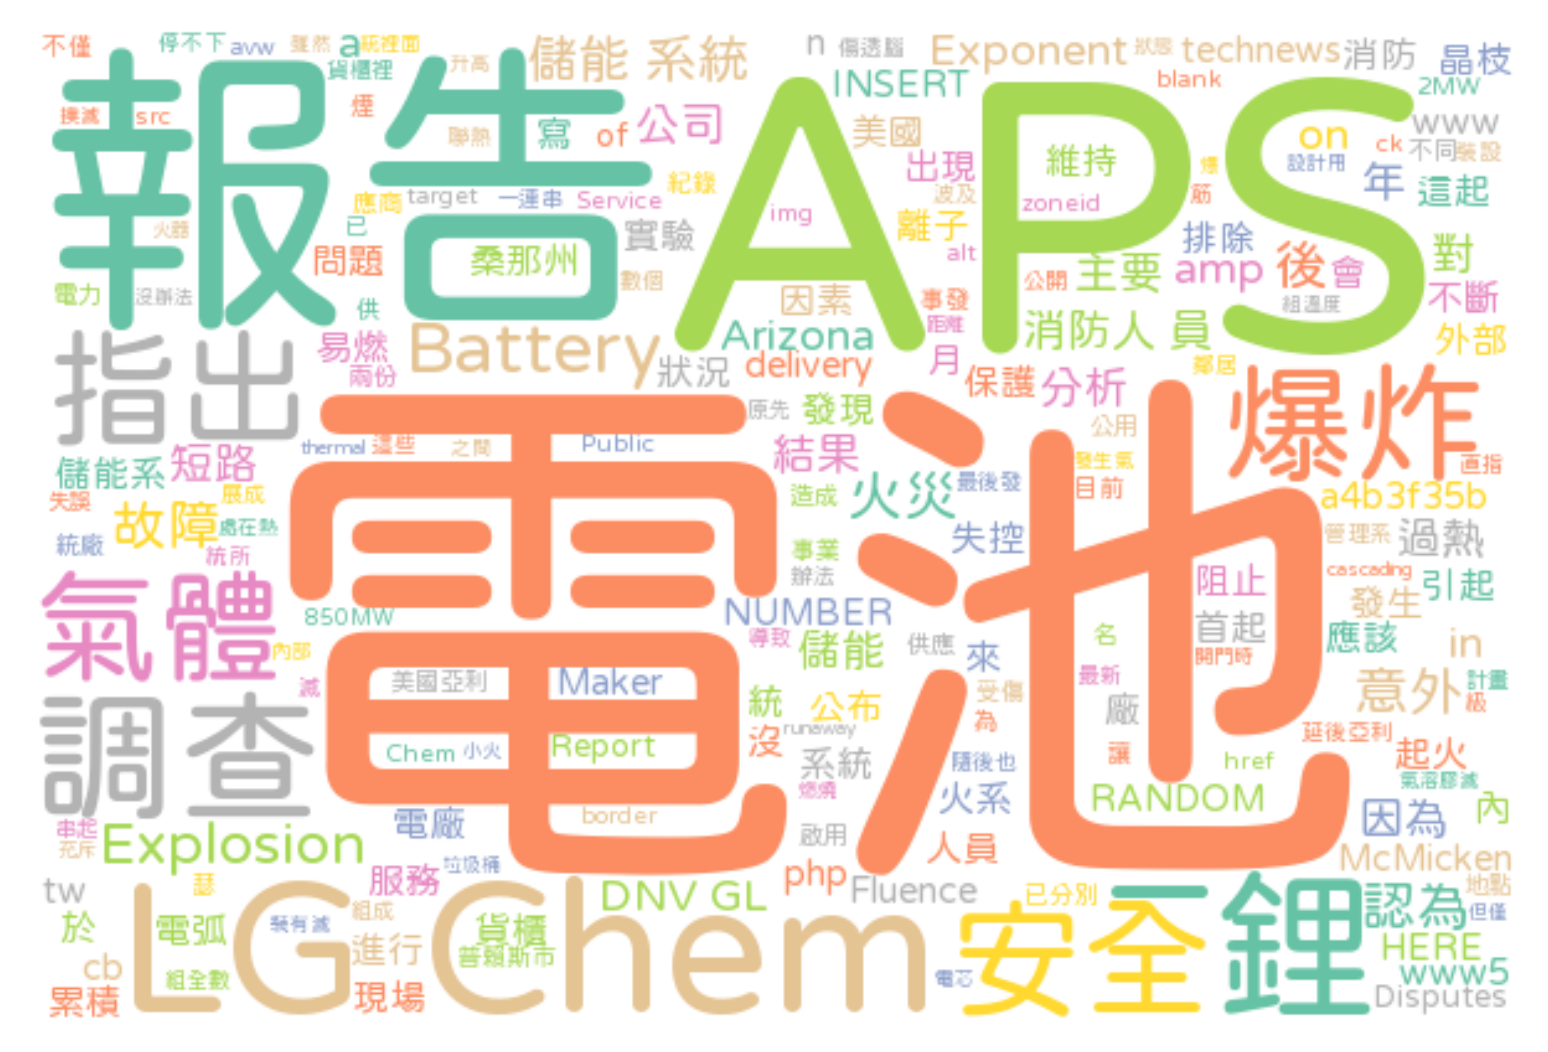 不僅 停不下 avw 雖然 a 統裡面 儲能 系統 n 傷透腦 Exponent 狀態 technews 消防 晶枝
貨櫃裡 升高 INSERT blank 2MW
撲滅 src 煙 聯熱 寫 of 公司 美國 on ck www
報告 APS
出現 維持 爆 設計用 不同 裝設
應商 target 一連串 Service 紀錄 波及 zoneid 筋 年 這起
火器 已 實驗 img 離子 排除
問題 桑那州 數個 alt 公開 主要 amp 後 會 對
電力 沒辦法 供 因素 事發 組溫度 不斷
指出 易燃 兩份 Battery 狀況 Arizona delivery 距離 月 消防人員 鄰居 外部
原先 發現 保護 分析 爆炸
thermal 這些 之間 Public 結果 公用 直指
儲能系 短路 電池 造成 火災 最後發 發生氣 目前 a4b3f35b
失誤 展成 故障 處在熱 失控 管理系 過熱
統廠 杭所 事業 辦法 cascading
氣體 850MW NUMBER 阻止 發生 引起
內部 導致 儲能 供應 來 名 首起 開門時 應該 in
滅 美國亞利 Maker 統 公布 受傷 最新 意外 計畫 級
調查 為 廠
Chem 小火 Report 沒 runaway 系統 隨後也 讓 href 延後亞利 起火
燃燒 火系 RANDOM 氣溶膠滅
串起 充斥 Explosion 電廠 border 啟用 人員 因為 內
垃圾桶 McMicken
tw 瑟 服務 php Fluence 已分別 一 地點
LG Chem DNV GL 安全 鋰 認為 但僅
於 電弧 裝有滅 組成 進行 貨櫃 普賴斯市 HERE
cb 組全數 電芯 www5
累積 現場 Disputes